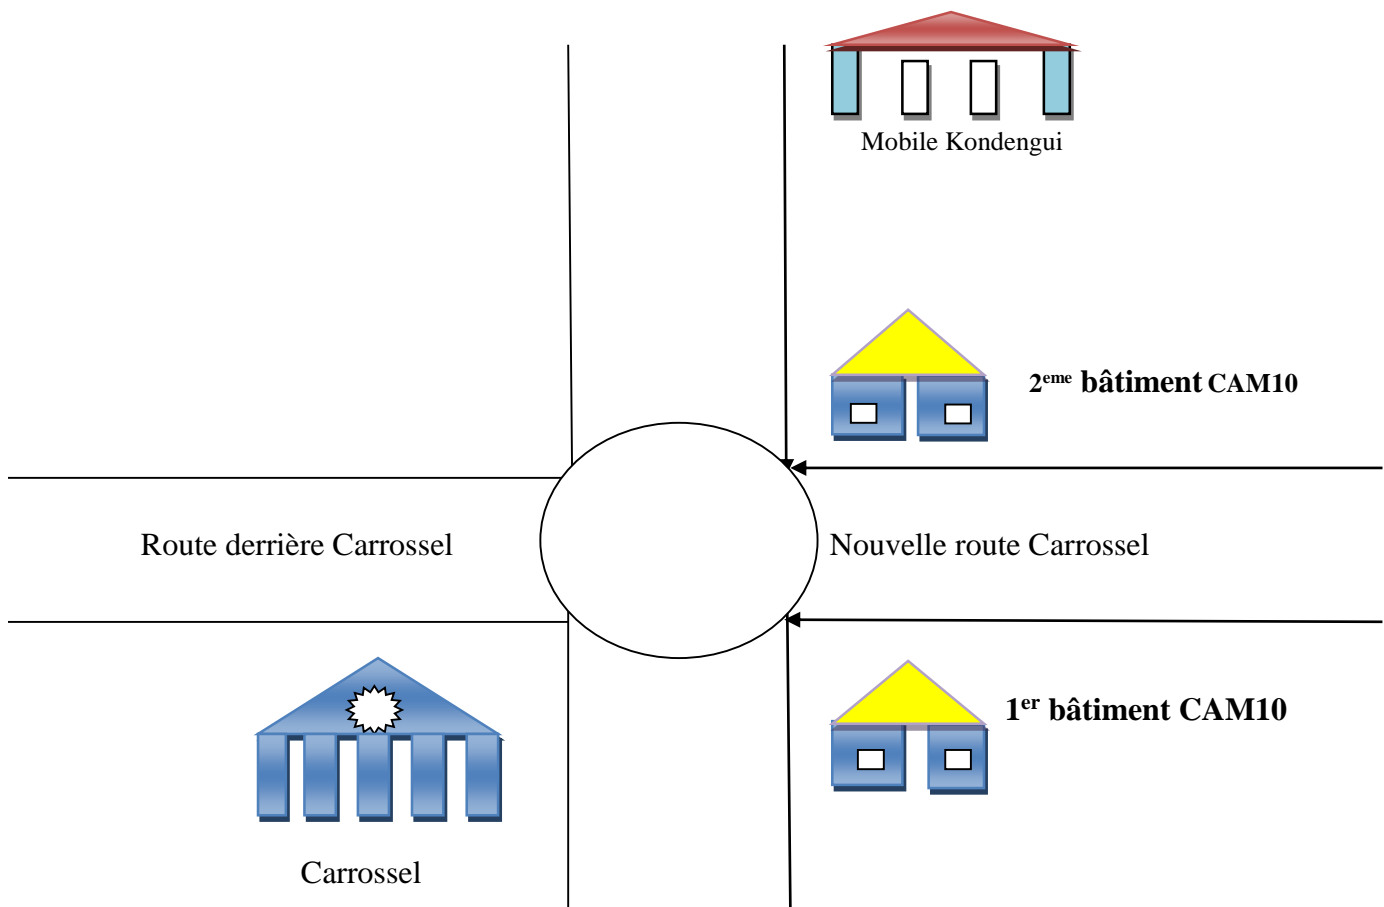 Mobile Kondengui
2eme bâtiment CAM10
Route derrière Carrossel
Nouvelle route Carrossel
1er bâtiment CAM10
Carrossel